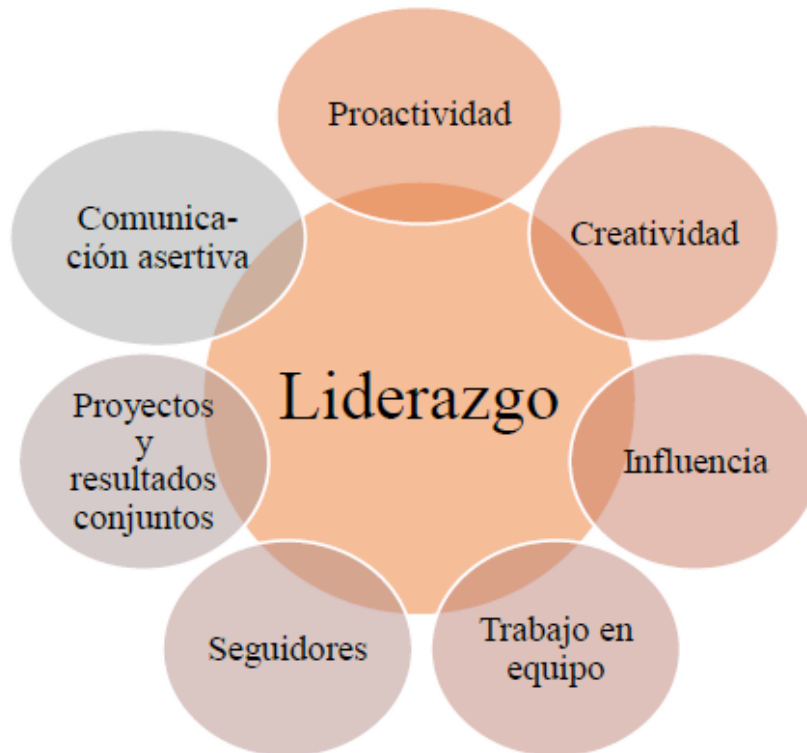 Proactividad
Creatividad
Influencia
Trabajo en
equipo
Seguidores
Proyectos
y
resultados
conjuntos
Comunica-
ción asertiva
Liderazgo